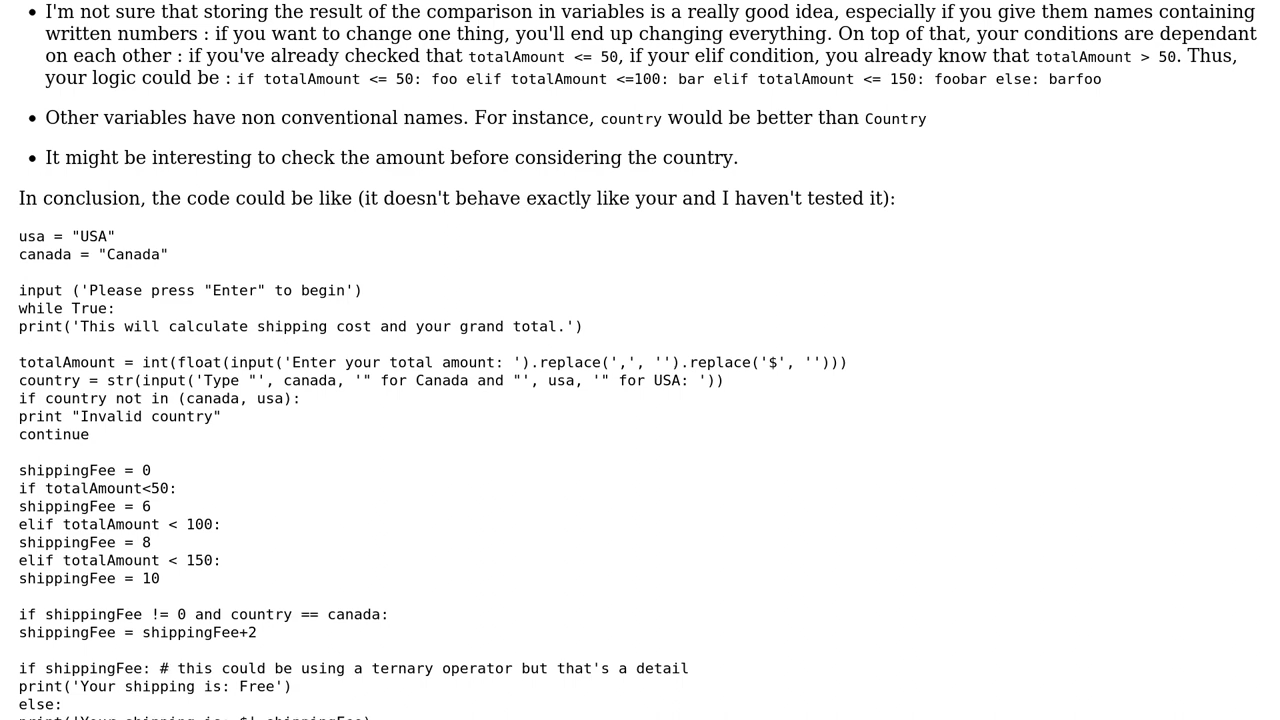 • I'm not sure that storing the result of the comparison in variables is a really good idea, especially if you give them names containing
written numbers : if you want to change one thing, you'll end up changing everything. On top of that, your conditions are dependant
on each other : if you've already checked that totalAmount <= 50, if your elif condition, you already know that totalAmount > 50. Thus,
your logic could be : if totalAmount <= 50: foo elif totalAmount <=100: bar elif totalAmount <= 150: foobar else: barfoo
• Other variables have non conventional names. For instance, country would be better than Country
• It might be interesting to check the amount before considering the country.
In conclusion, the code could be like (it doesn't behave exactly like your and I haven't tested it):
usa = "USA"
canada = "Canada"
input ('Please press "Enter" to begin')
while True:
print('This will calculate shipping cost and your grand total.')
totalAmount = int(float(input('Enter your total amount: ').replace(',', '').replace('$', '')))
country = str(input('Type "', canada, '" for Canada and "', usa, '" for USA: '))
if country not in (canada, usa):
print "Invalid country"
continue
shippingFee = 0
if totalAmount<50:
shippingFee = 6
elif totalAmount < 100:
shippingFee = 8
elif totalAmount < 150:
shippingFee = 10
if shippingFee != 0 and country == canada:
shippingFee = shippingFee+2
if shippingFee: # this could be using a ternary operator but that's a detail
print('Your shipping is: Free')
else:
print('Your shipping is: $',shippingFee)